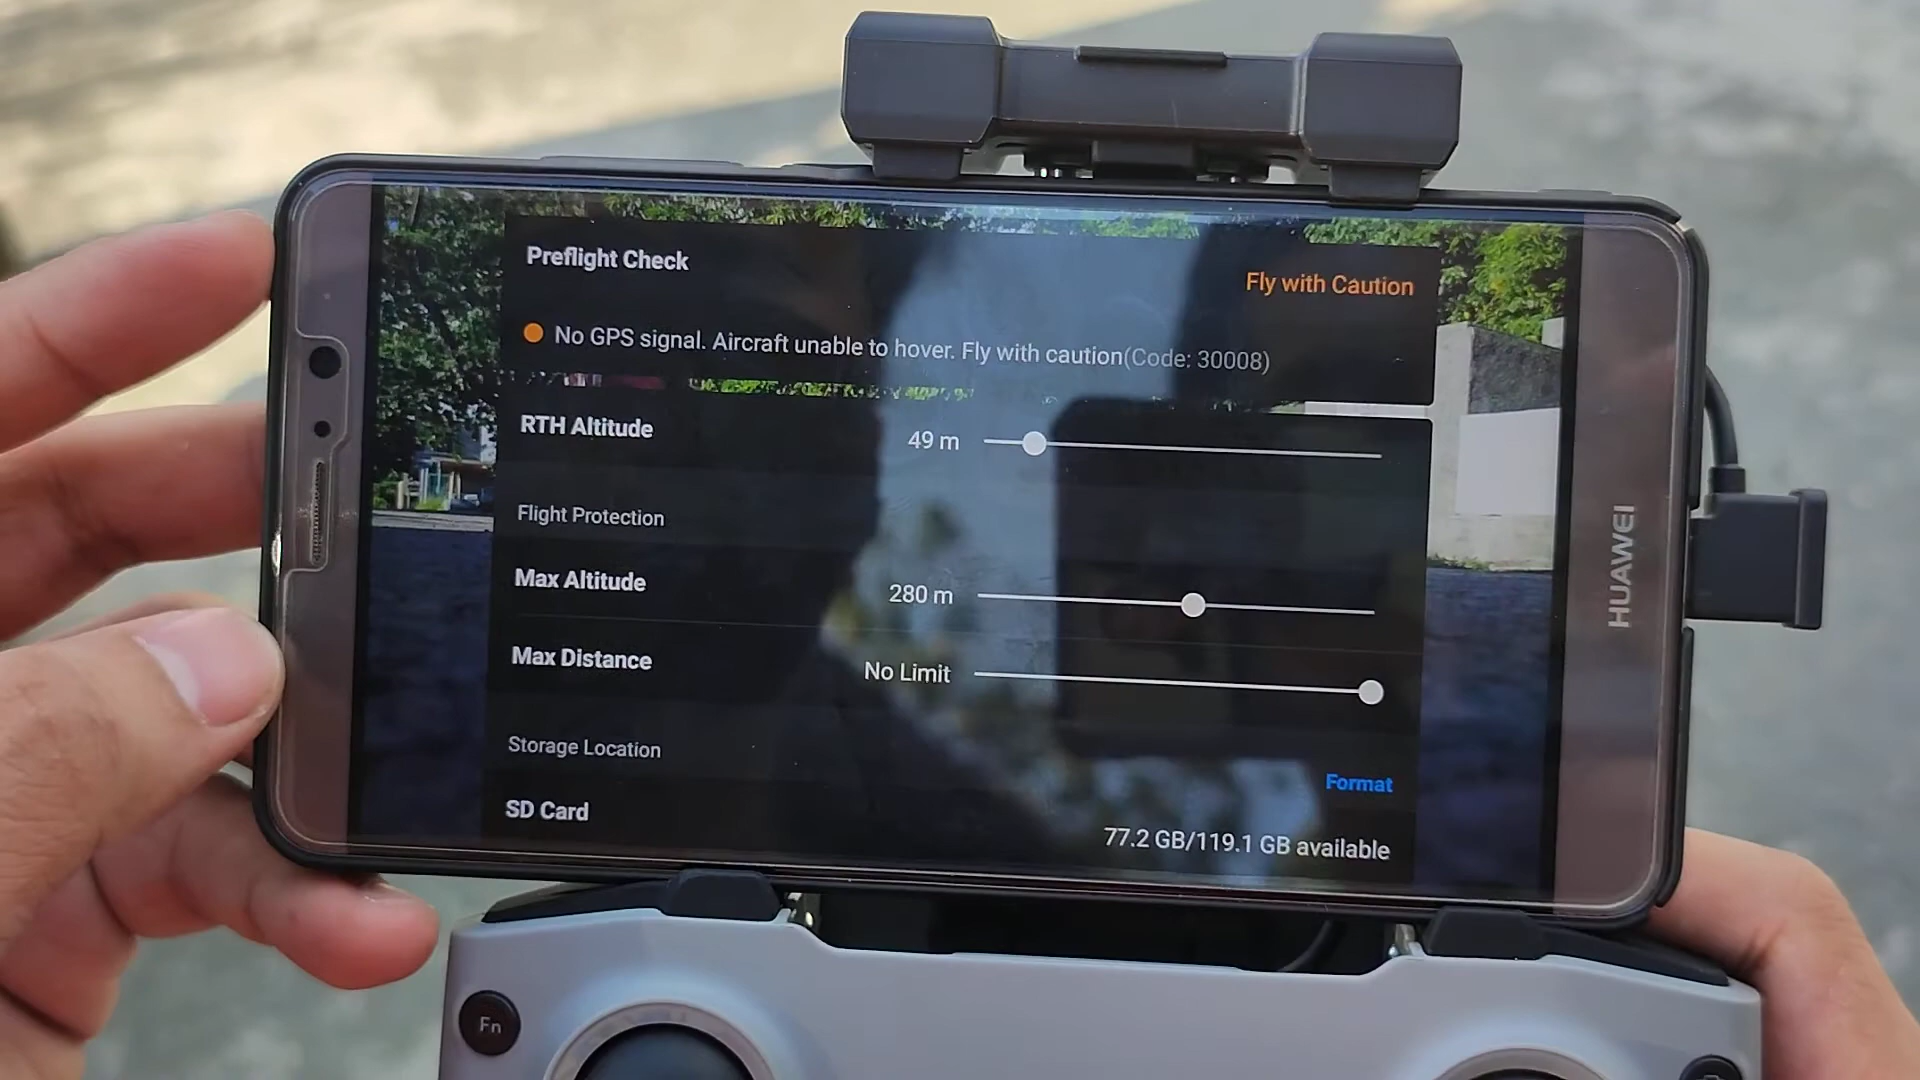 Preflight Check
Fly with Caution
No GPS signal. Aircraft unable to hover. Fly with caution(Code: 30008)
RTH Altitude 49 m
Flight Protection
Max Altitude 280 m
Max Distance No Limit
Storage Location
Format
SD Card
77.2 GB/119.1 GB available
HUAWEI
Fn